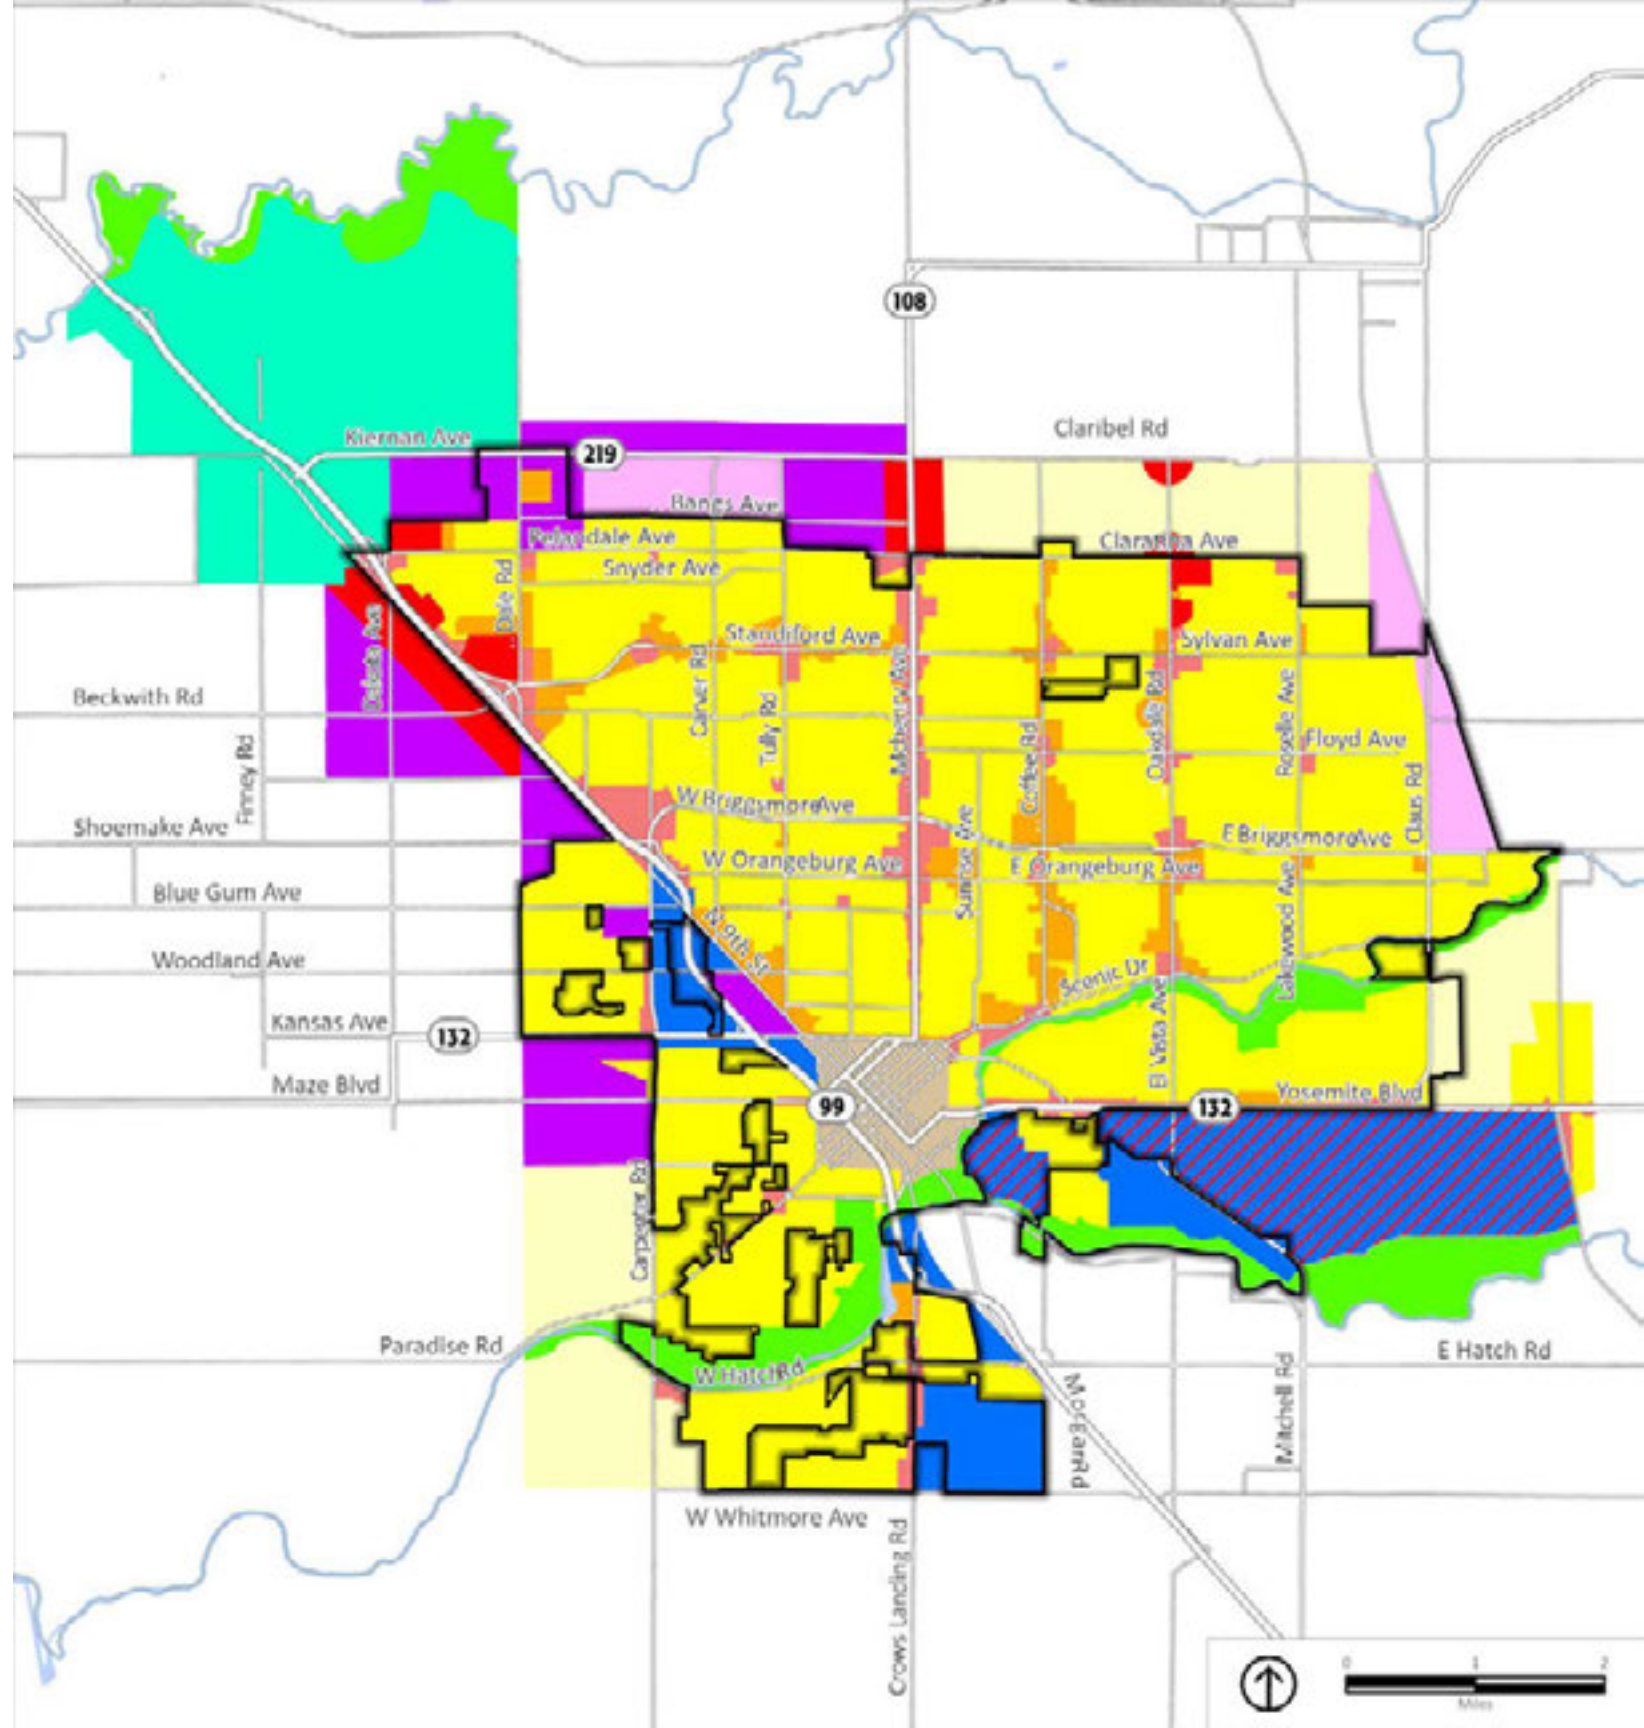 108
Claribel Rd
Kiernan Ave
219
Bangs Ave
Pelandale Ave
Claratina Ave
Snyder Ave
Dale Rd
Standiford Ave
Sylvan Ave
Dakota Ave
Beckwith Rd
Carver Rd
Tully Rd
McHenry Ave
Coffee Rd
Oakdale Rd
Roselle Ave
Floyd Ave
Finney Rd
Claus Rd
W Briggsmore Ave
Shoemake Ave
Sunrise Ave
E Briggsmore Ave
W Orangeburg Ave
E Orangeburg Ave
Blue Gum Ave
N 9th St
Lakewood Ave
Woodland Ave
Scenic Dr
Kansas Ave
132
El Vista Ave
Maze Blvd
99
132
Yosemite Blvd
Carpenter Rd
Paradise Rd
W Hatch Rd
E Hatch Rd
Morgan Rd
Mitchell Rd
W Whitmore Ave
Crows Landing Rd
0 1 2
Miles